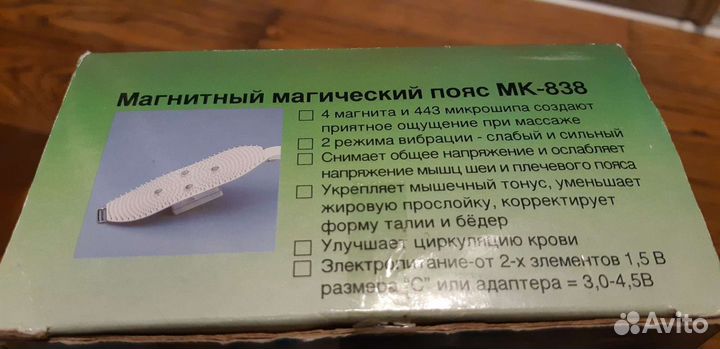 Магнитный магический пояс МК-838
4 магнита и 443 микрошипа создают
приятное ощущение при массаже
2 режима вибрации - слабый и сильный
Снимает общее напряжение и ослабляет
напряжение мышц шеи и плечевого пояса
Укрепляет мышечный тонус, уменьшает
жировую прослойку, корректирует
форму талии и бёдер
Улучшает циркуляцию крови
Электропитание-от 2-х элементов 1,5 В
размера "С" или адаптера = 3,0-4,5В
Avito